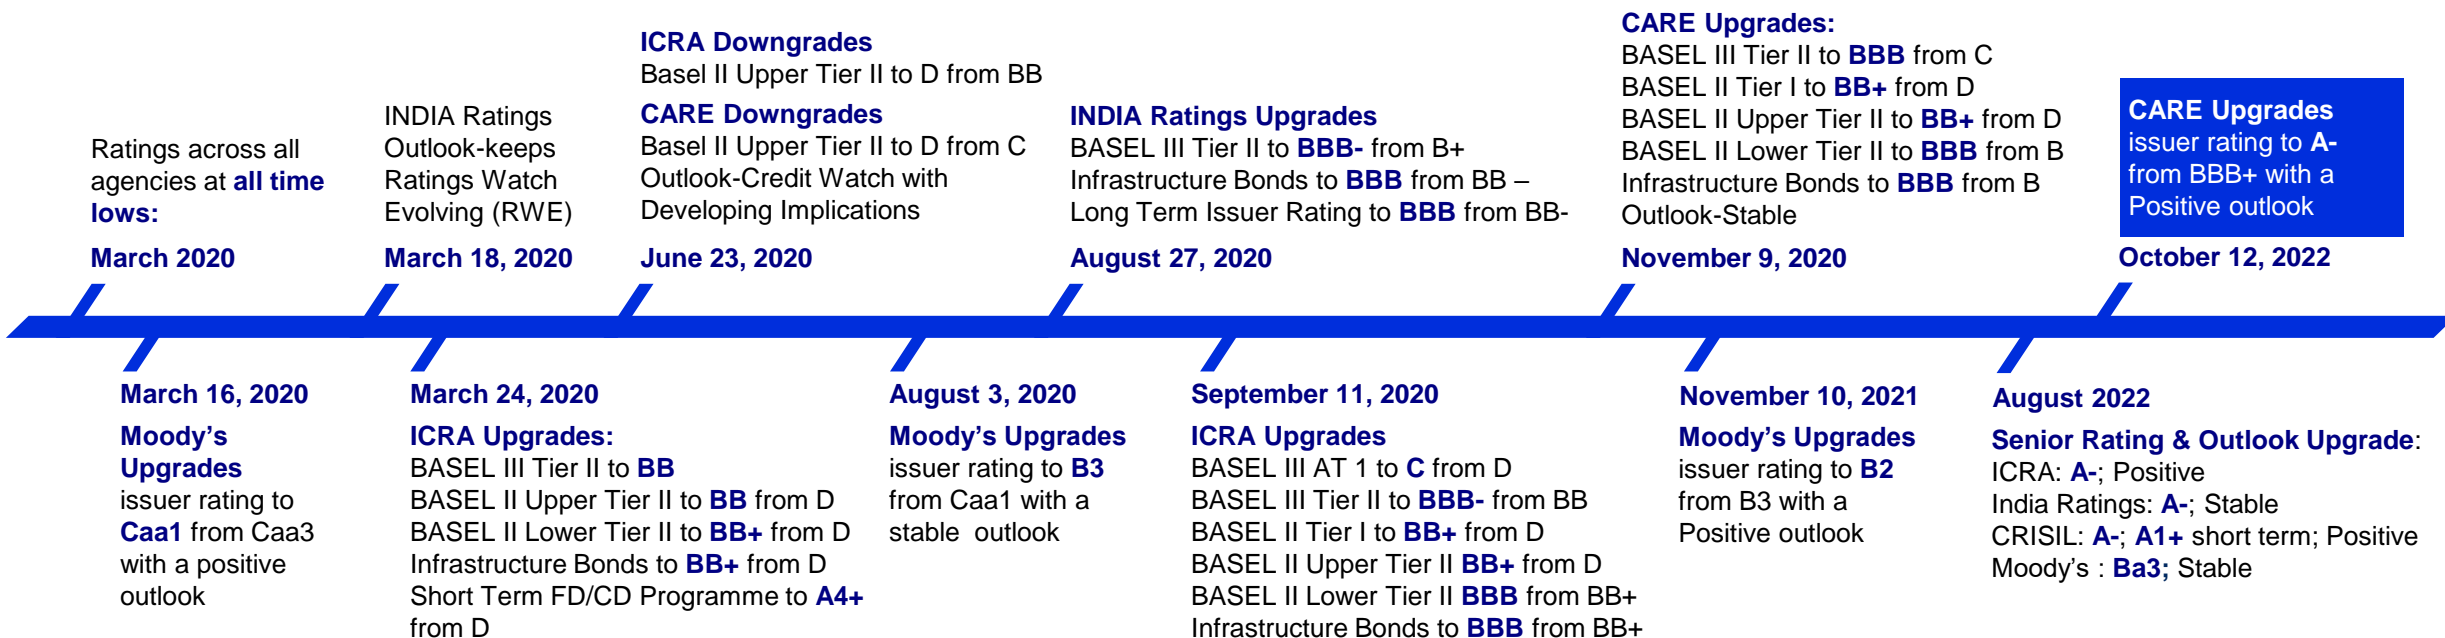 Ratings across all
agencies at all time
lows:
March 2020
INDIA Ratings
Outlook-keeps
Ratings Watch
Evolving (RWE)
March 18, 2020
ICRA Downgrades
Basel II Upper Tier II to D from BB
CARE Downgrades
Basel II Upper Tier II to D from C
Outlook-Credit Watch with
Developing Implications
June 23, 2020
INDIA Ratings Upgrades
BASEL III Tier II to BBB- from B+
Infrastructure Bonds to BBB from BB –
Long Term Issuer Rating to BBB from BB-
August 27, 2020
CARE Upgrades:
BASEL III Tier II to BBB from C
BASEL II Tier I to BB+ from D
BASEL II Upper Tier II to BB+ from D
BASEL II Lower Tier II to BBB from B
Infrastructure Bonds to BBB from B
Outlook-Stable
November 9, 2020
CARE Upgrades
issuer rating to A-
from BBB+ with a
Positive outlook
October 12, 2022
March 16, 2020
Moody’s
Upgrades
issuer rating to
Caa1 from Caa3
with a positive
outlook
March 24, 2020
ICRA Upgrades:
BASEL III Tier II to BB
BASEL II Upper Tier II to BB from D
BASEL II Lower Tier II to BB+ from D
Infrastructure Bonds to BB+ from D
Short Term FD/CD Programme to A4+
from D
August 3, 2020
Moody’s Upgrades
issuer rating to B3
from Caa1 with a
stable outlook
September 11, 2020
ICRA Upgrades
BASEL III AT 1 to C from D
BASEL III Tier II to BBB- from BB
BASEL II Tier I to BB+ from D
BASEL II Upper Tier II BB+ from D
BASEL II Lower Tier II BBB from BB+
Infrastructure Bonds to BBB from BB+
November 10, 2021
Moody’s Upgrades
issuer rating to B2
from B3 with a
Positive outlook
August 2022
Senior Rating & Outlook Upgrade:
ICRA: A-; Positive
India Ratings: A-; Stable
CRISIL: A-; A1+ short term; Positive
Moody’s : Ba3; Stable